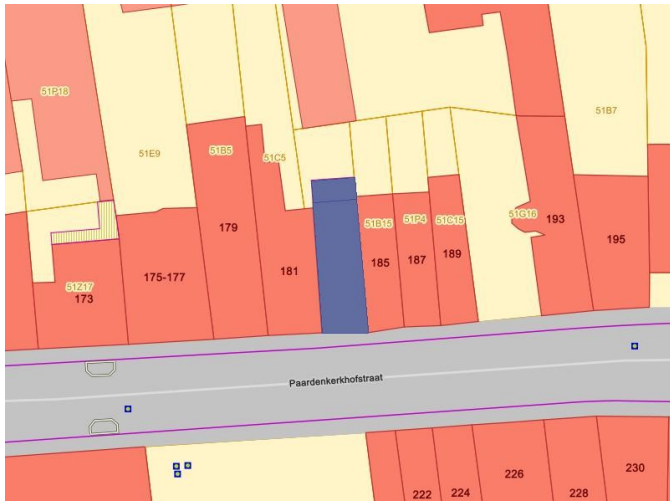 51P18
51B7
51E9
51B5
51C5
51B15
51P4
51C15
51G16
193
195
179
181
185
187
189
175-177
51Z17
173
Paardenkerkhofstraat
222
224
226
228
230